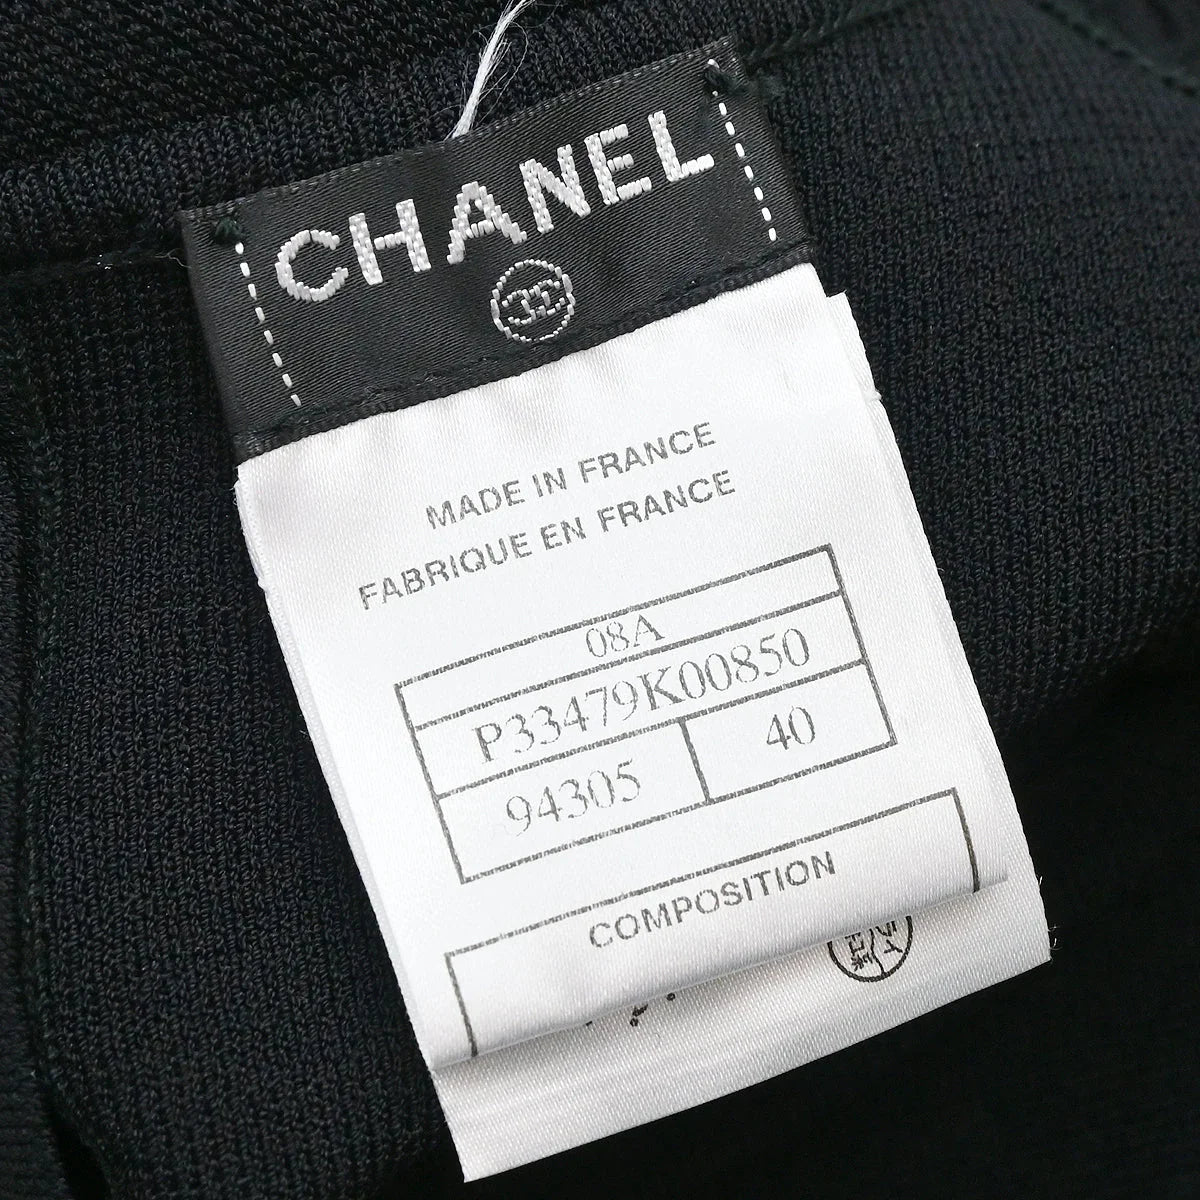 CHANEL
MADE IN FRANCE
FABRIQUE EN FRANCE
08A
P33479K00850
94305 40
COMPOSITION